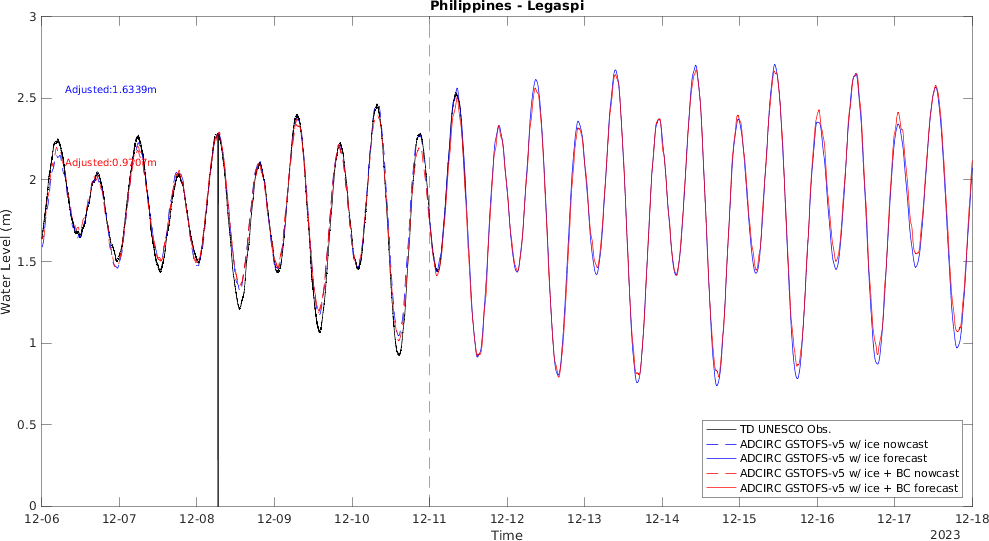 Philippines - Legaspi
3
2.5
2
1.5
1
0.5
0
Water Level (m)
Adjusted:1.6339m
12-06
12-07
12-08
12-09
12-10
12-11
12-12
12-13
12-14
12-15
12-16
12-17
12-18
Time
2023
TD UNESCO Obs.
ADCIRC GSTOFS-v5 w/ ice nowcast
ADCIRC GSTOFS-v5 w/ ice forecast
ADCIRC GSTOFS-v5 w/ ice + BC nowcast
ADCIRC GSTOFS-v5 w/ ice + BC forecast